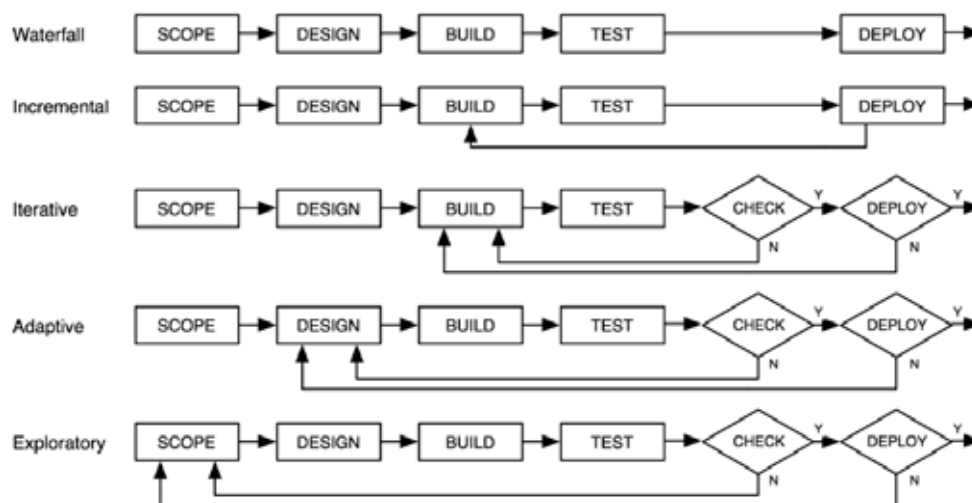 Waterfall SCOPE DESIGN BUILD TEST DEPLOY
Incremental SCOPE DESIGN BUILD TEST DEPLOY
Iterative SCOPE DESIGN BUILD TEST CHECK Y DEPLOY Y
N N
Adaptive SCOPE DESIGN BUILD TEST CHECK Y DEPLOY Y
N N
Exploratory SCOPE DESIGN BUILD TEST CHECK Y DEPLOY Y
N N